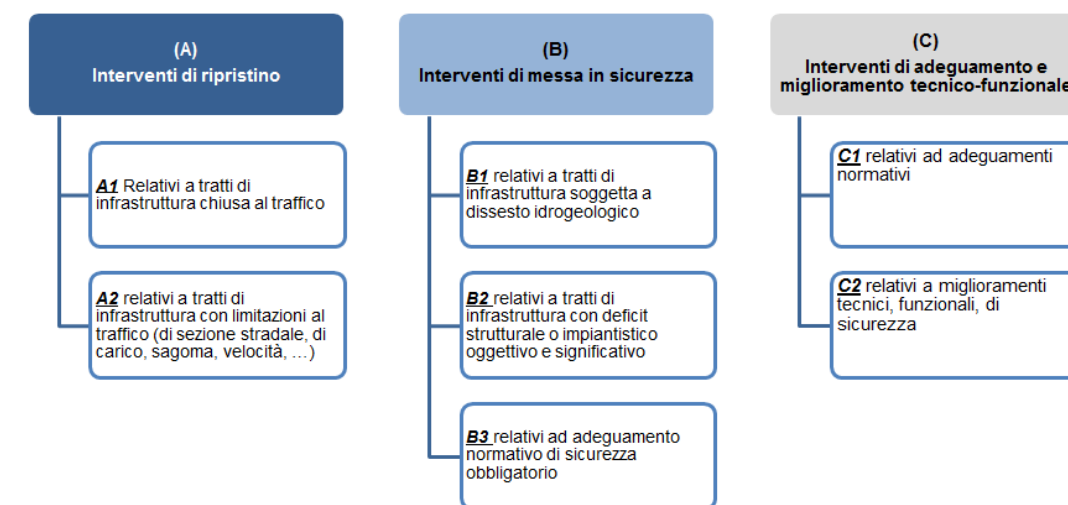 (A)
Interventi di ripristino
A1 Relativi a tratti di
infrastruttura chiusa al traffico
A2 relativi a tratti di
infrastruttura con limitazioni al
traffico (di sezione stradale, di
carico, sagoma, velocità, …)
(B)
Interventi di messa in sicurezza
B1 relativi a tratti di
infrastruttura soggetta a
dissesto idrogeologico
B2 relativi a tratti di
infrastruttura con deficit
strutturale o impiantistico
oggettivo e significativo
B3 relativi ad adeguamento
normativo di sicurezza
obbligatorio
(C)
Interventi di adeguamento e
miglioramento tecnico-funzionale
C1 relativi ad adeguamenti
normativi
C2 relativi a miglioramenti
tecnici, funzionali, di
sicurezza